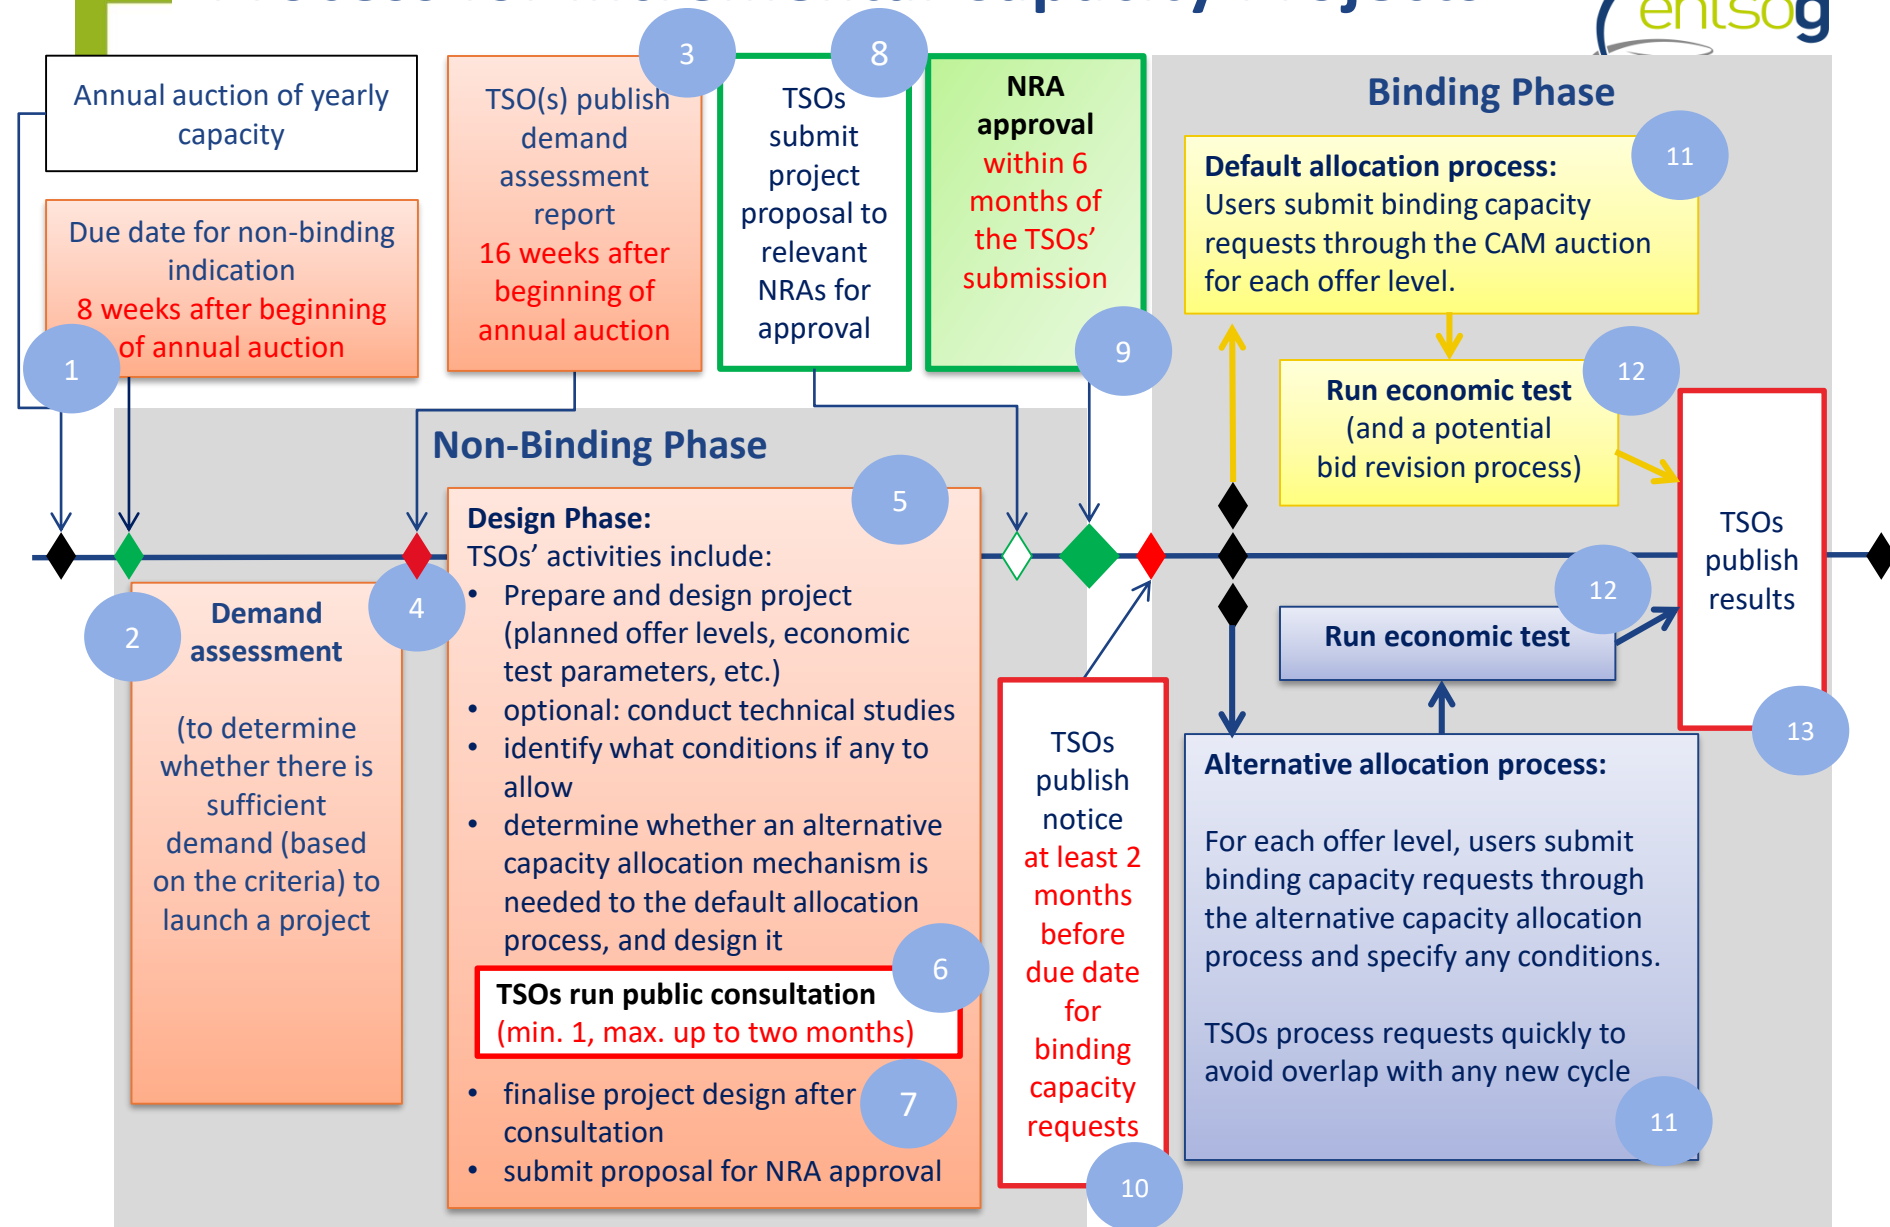 Process for Incremental Capacity Projects
entsog
Annual auction of yearly
capacity
Due date for non-binding
indication
8 weeks after beginning
of annual auction
1
TSO(s) publish
demand
assessment
report
16 weeks after
beginning of
annual auction
3
TSOs
submit
project
proposal to
relevant
NRAs for
approval
8
NRA
approval
within 6
months of
the TSOs’
submission
9
Non-Binding Phase
2
Demand
assessment
(to determine
whether there is
sufficient
demand (based
on the criteria) to
launch a project
4
5
Design Phase:
TSOs’ activities include:
• Prepare and design project
(planned offer levels, economic
test parameters, etc.)
• optional: conduct technical studies
• identify what conditions if any to
allow
• determine whether an alternative
capacity allocation mechanism is
needed to the default allocation
process, and design it
6
TSOs run public consultation
(min. 1, max. up to two months)
• finalise project design after
consultation
• submit proposal for NRA approval
7
TSOs
publish
notice
at least 2
months
before
due date
for
binding
capacity
requests
10
Binding Phase
11
Default allocation process:
Users submit binding capacity
requests through the CAM auction
for each offer level.
12
Run economic test
(and a potential
bid revision process)
12
Run economic test
TSOs
publish
results
13
Alternative allocation process:
For each offer level, users submit
binding capacity requests through
the alternative capacity allocation
process and specify any conditions.
TSOs process requests quickly to
avoid overlap with any new cycle
11